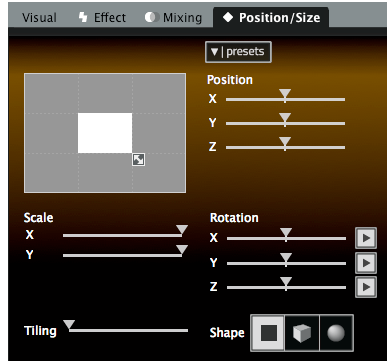 Visual Effect Mixing Position/Size
▼| presets
Position
X
Y
Z
Scale
X
Y
Rotation
X
Y
Z
Tiling
Shape